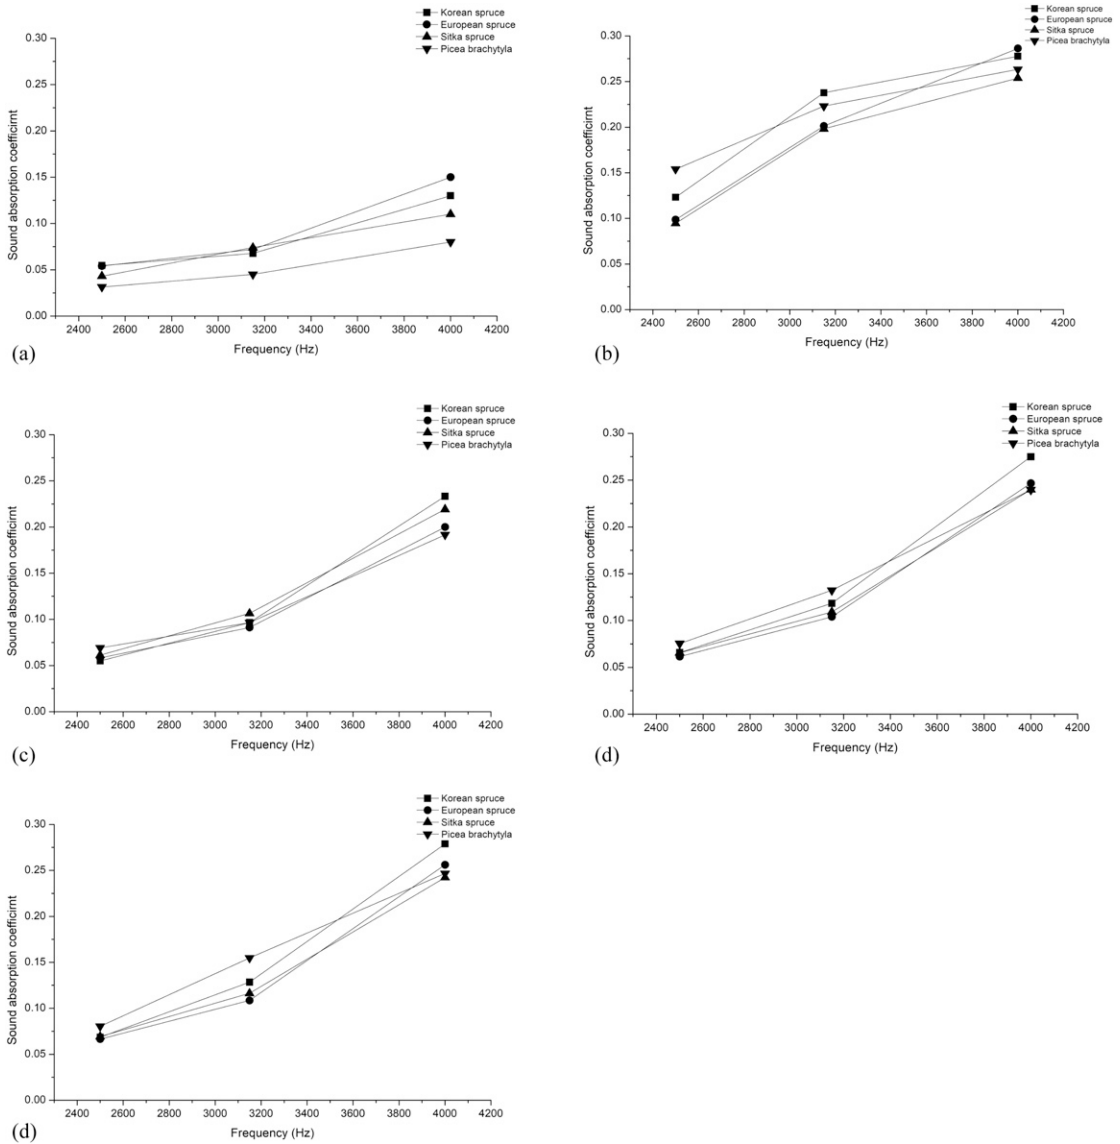 Korean spruce
European spruce
Sitka spruce
Picea brachytyla
0.30
0.25
0.20
0.15
0.10
0.05
0.00
Sound absorption coefficirnt
2400 2600 2800 3000 3200 3400 3600 3800 4000 4200
Frequency (Hz)
(a)
Korean spruce
European spruce
Sitka spruce
Picea brachytyla
0.30
0.25
0.20
0.15
0.10
0.05
0.00
Sound absorption coefficirnt
2400 2600 2800 3000 3200 3400 3600 3800 4000 4200
Frequency (Hz)
(b)
Korean spruce
European spruce
Sitka spruce
Picea brachytyla
0.30
0.25
0.20
0.15
0.10
0.05
0.00
Sound absorption coefficirnt
2400 2600 2800 3000 3200 3400 3600 3800 4000 4200
Frequency (Hz)
(c)
Korean spruce
European spruce
Sitka spruce
Picea brachytyla
0.30
0.25
0.20
0.15
0.10
0.05
0.00
Sound absorption coefficirnt
2400 2600 2800 3000 3200 3400 3600 3800 4000 4200
Frequency (Hz)
(d)
Korean spruce
European spruce
Sitka spruce
Picea brachytyla
0.30
0.25
0.20
0.15
0.10
0.05
0.00
Sound absorption coefficirnt
2400 2600 2800 3000 3200 3400 3600 3800 4000 4200
Frequency (Hz)
(d)